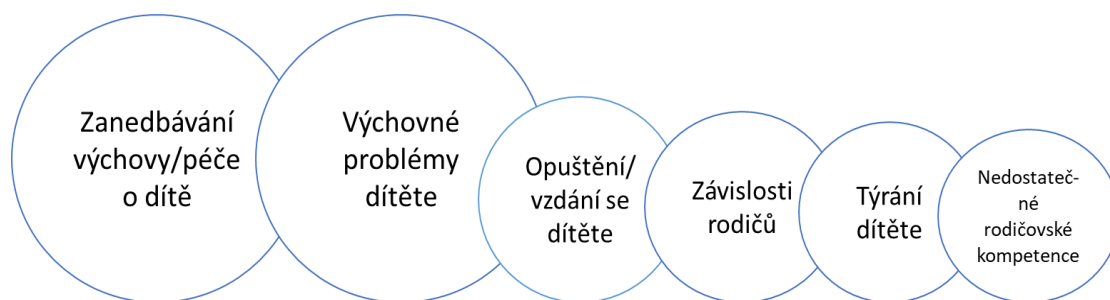 Zanedbávání
výchovy/péče
o dítě
Výchovné
problémy
dítěte
Opuštění/
vzdání se
dítěte
Závislosti
rodičů
Týrání
dítěte
Nedostateč-
né
rodičovské
kompetence